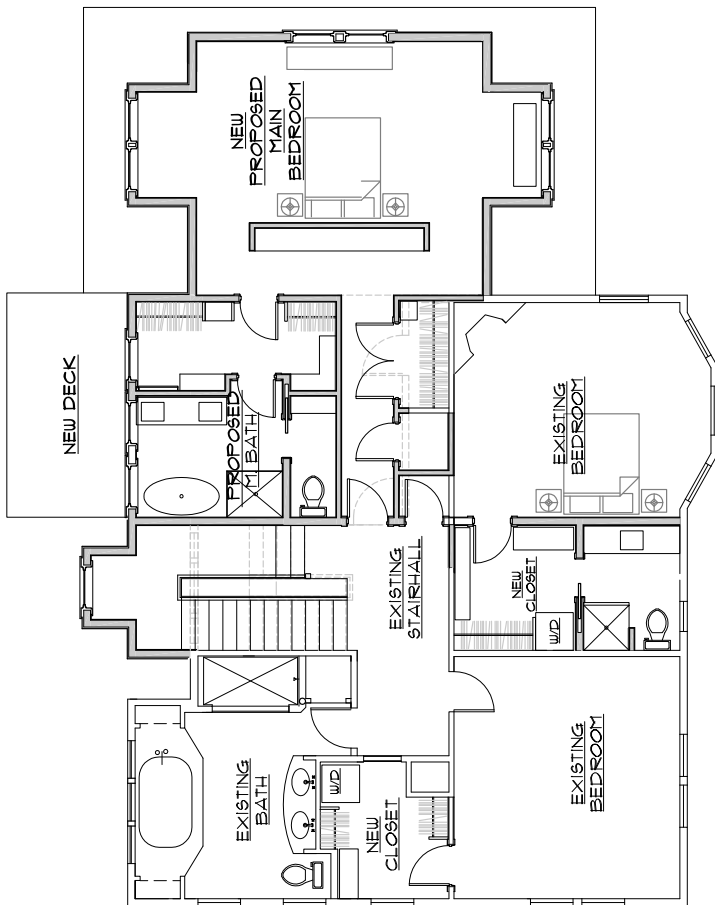 NEW
PROPOSED
MAIN
BEDROOM
NEW DECK
PROPOSED
M. BATH
EXISTING
BEDROOM
EXISTING
STAIRHALL
NEW
CLOSET
W/D
EXISTING
BATH
W/D
NEW
CLOSET
EXISTING
BEDROOM